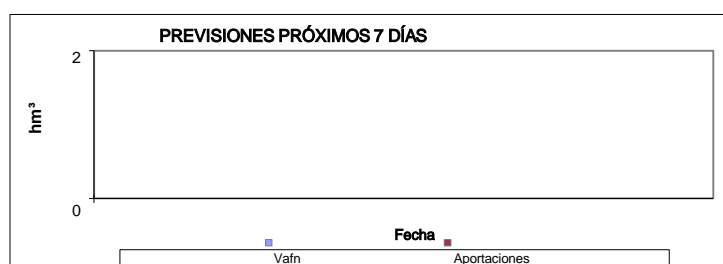 PREVISIONES PRÓXIMOS 7 DÍAS
2
hm³
0
Fecha
Vafn Aportaciones